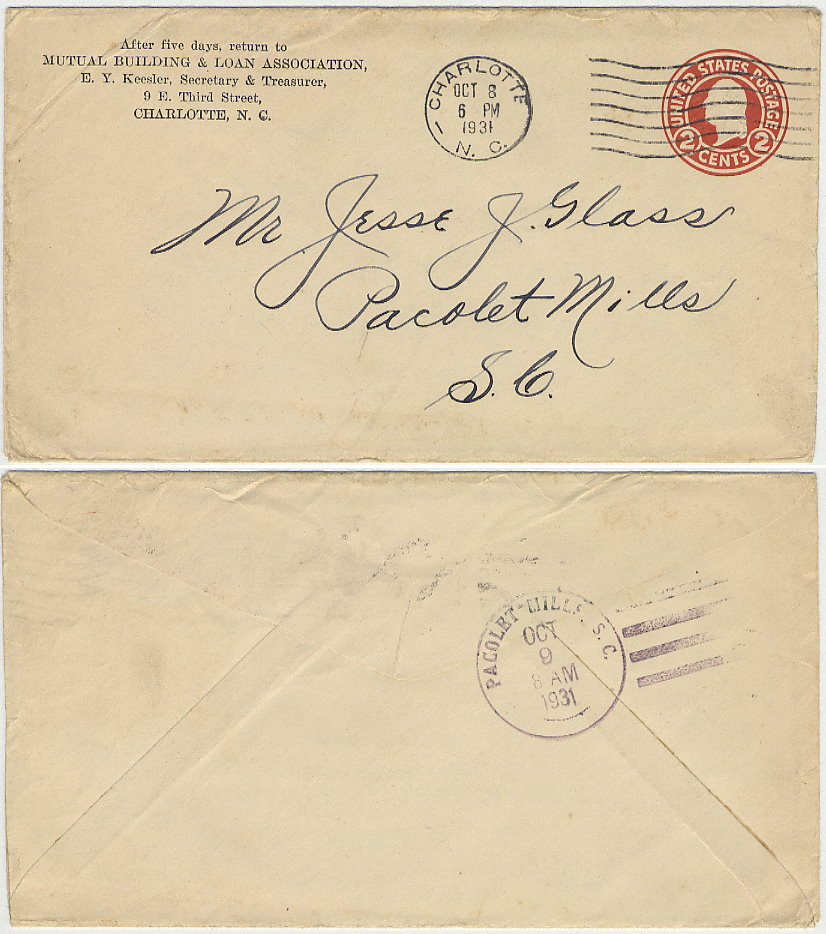 After five days, return to
MUTUAL BUILDING & LOAN ASSOCIATION,
E. Y. Keesler, Secretary & Treasurer,
9 E. Third Street,
CHARLOTTE, N. C.
CHARLOTTE
OCT 8
6 PM
1931
N. C.
UNITED STATES POSTAGE
2 CENTS 2
Mr. Jesse J. Glass
Pacolet Mills
S.C.
PACOLET MILLS, S.C.
OCT
9
8 AM
1931